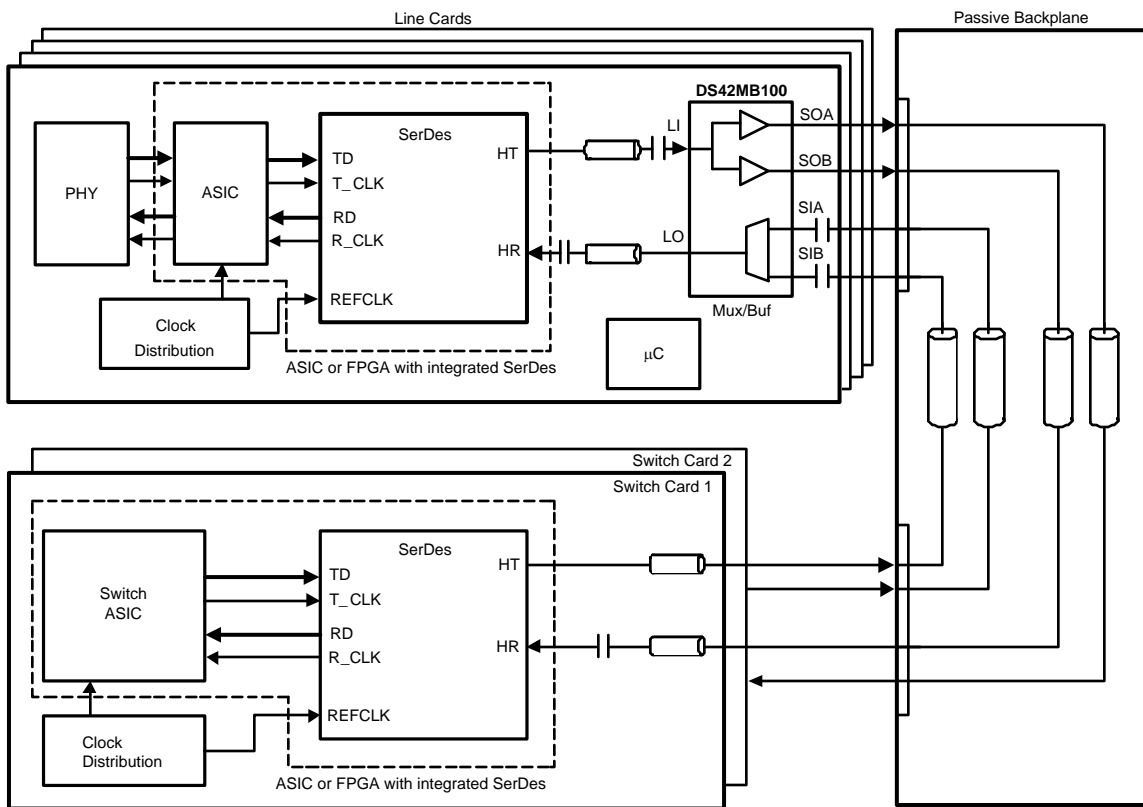 Line Cards
Passive Backplane
DS42MB100
SerDes
PHY
ASIC
TD
T_CLK
RD
R_CLK
REFCLK
HT
HR
LI
LO
SOA
SOB
SIA
SIB
Mux/Buf
Clock
Distribution
ASIC or FPGA with integrated SerDes
μC
Switch Card 2
Switch Card 1
SerDes
Switch
ASIC
TD
T_CLK
RD
R_CLK
REFCLK
HT
HR
Clock
Distribution
ASIC or FPGA with integrated SerDes